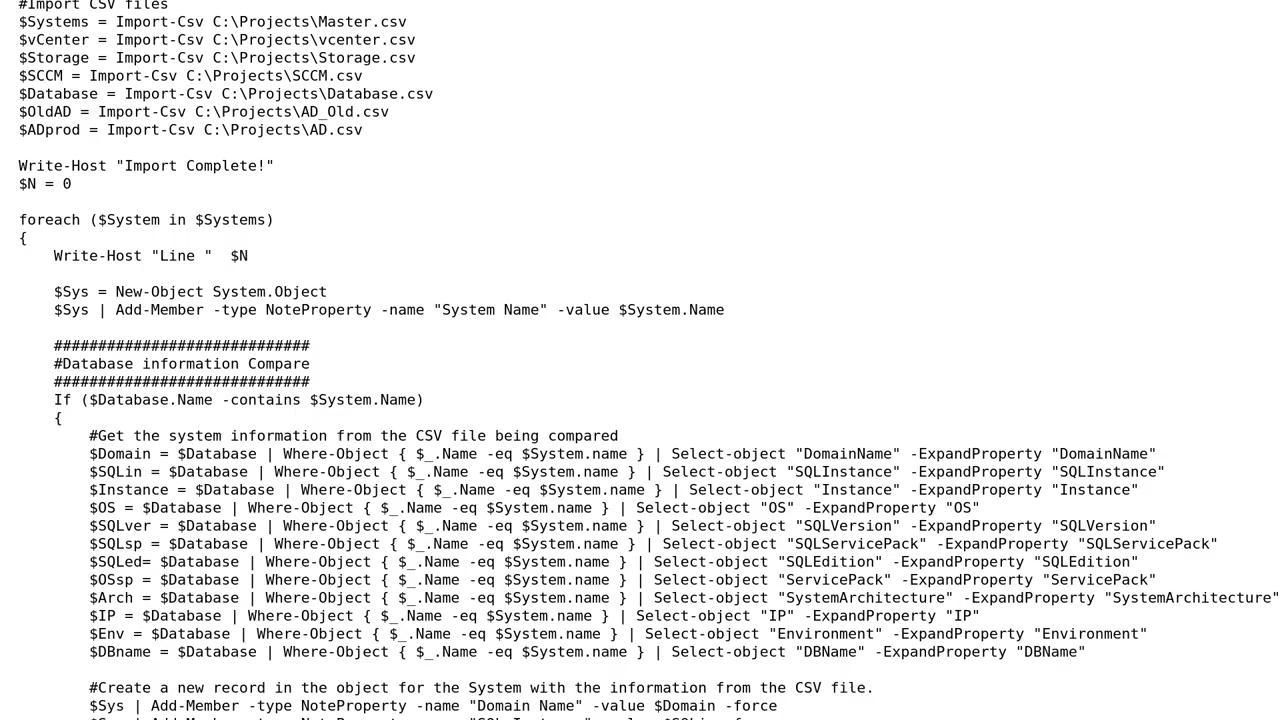 #Import CSV files
$Systems = Import-Csv C:\Projects\Master.csv
$vCenter = Import-Csv C:\Projects\vcenter.csv
$Storage = Import-Csv C:\Projects\Storage.csv
$SCCM = Import-Csv C:\Projects\SCCM.csv
$Database = Import-Csv C:\Projects\Database.csv
$OldAD = Import-Csv C:\Projects\AD_Old.csv
$ADprod = Import-Csv C:\Projects\AD.csv
Write-Host "Import Complete!"
$N = 0
foreach ($System in $Systems)
{
Write-Host "Line "  $N
$Sys = New-Object System.Object
$Sys | Add-Member -type NoteProperty -name "System Name" -value $System.Name
#############################
#Database information Compare
#############################
If ($Database.Name -contains $System.Name)
{
#Get the system information from the CSV file being compared
$Domain = $Database | Where-Object { $_.Name -eq $System.name } | Select-object "DomainName" -ExpandProperty "DomainName"
$SQLin = $Database | Where-Object { $_.Name -eq $System.name } | Select-object "SQLInstance" -ExpandProperty "SQLInstance"
$Instance = $Database | Where-Object { $_.Name -eq $System.name } | Select-object "Instance" -ExpandProperty "Instance"
$OS = $Database | Where-Object { $_.Name -eq $System.name } | Select-object "OS" -ExpandProperty "OS"
$SQLver = $Database | Where-Object { $_.Name -eq $System.name } | Select-object "SQLVersion" -ExpandProperty "SQLVersion"
$SQLsp = $Database | Where-Object { $_.Name -eq $System.name } | Select-object "SQLServicePack" -ExpandProperty "SQLServicePack"
$SQLed= $Database | Where-Object { $_.Name -eq $System.name } | Select-object "SQLEdition" -ExpandProperty "SQLEdition"
$OSsp = $Database | Where-Object { $_.Name -eq $System.name } | Select-object "ServicePack" -ExpandProperty "ServicePack"
$Arch = $Database | Where-Object { $_.Name -eq $System.name } | Select-object "SystemArchitecture" -ExpandProperty "SystemArchitecture"
$IP = $Database | Where-Object { $_.Name -eq $System.name } | Select-object "IP" -ExpandProperty "IP"
$Env = $Database | Where-Object { $_.Name -eq $System.name } | Select-object "Environment" -ExpandProperty "Environment"
$DBname = $Database | Where-Object { $_.Name -eq $System.name } | Select-object "DBName" -ExpandProperty "DBName"
#Create a new record in the object for the System with the information from the CSV file.
$Sys | Add-Member -type NoteProperty -name "Domain Name" -value $Domain -force